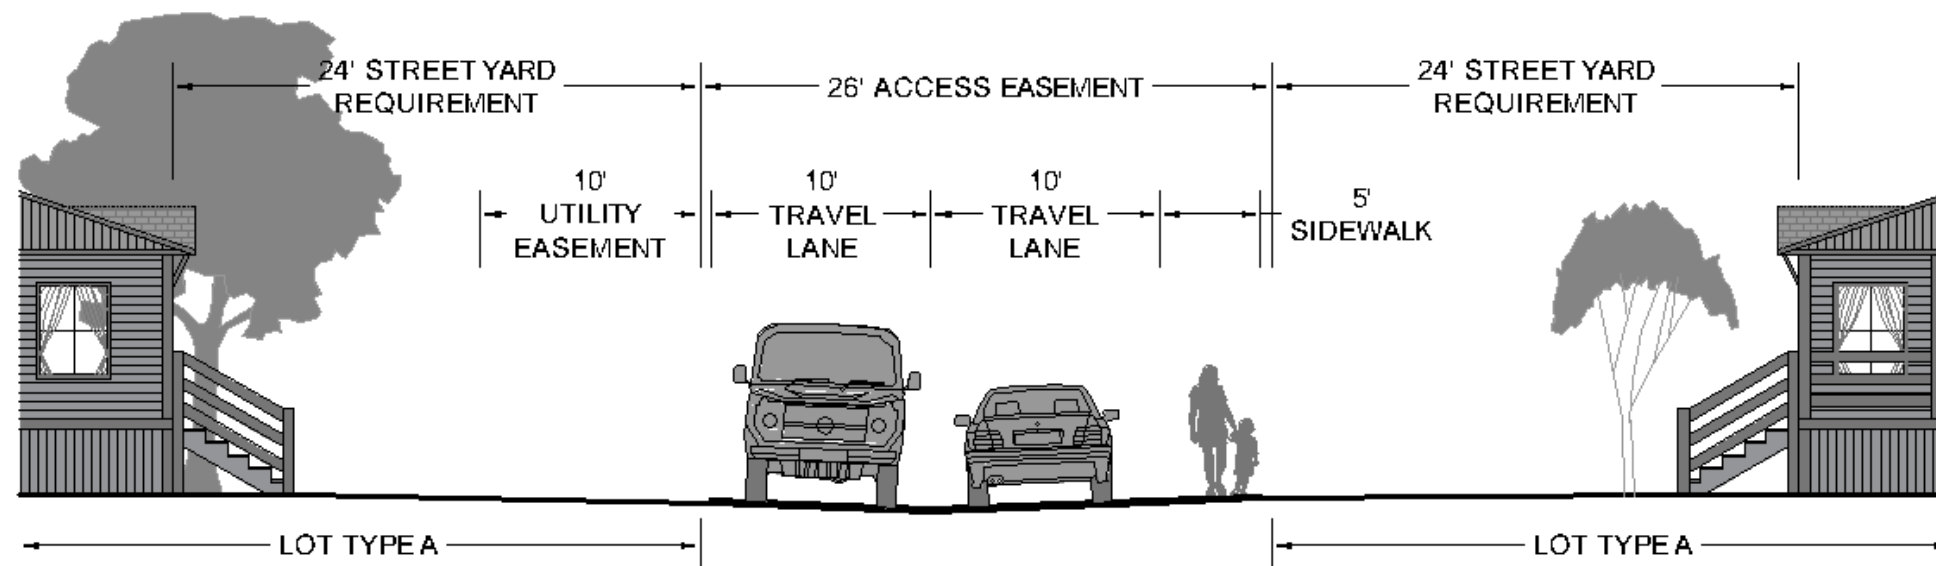 24' STREET YARD
REQUIREMENT
26' ACCESS EASEMENT
24' STREET YARD
REQUIREMENT
10'
UTILITY
EASEMENT
10'
TRAVEL
LANE
10'
TRAVEL
LANE
5'
SIDEWALK
LOT TYPE A
LOT TYPE A